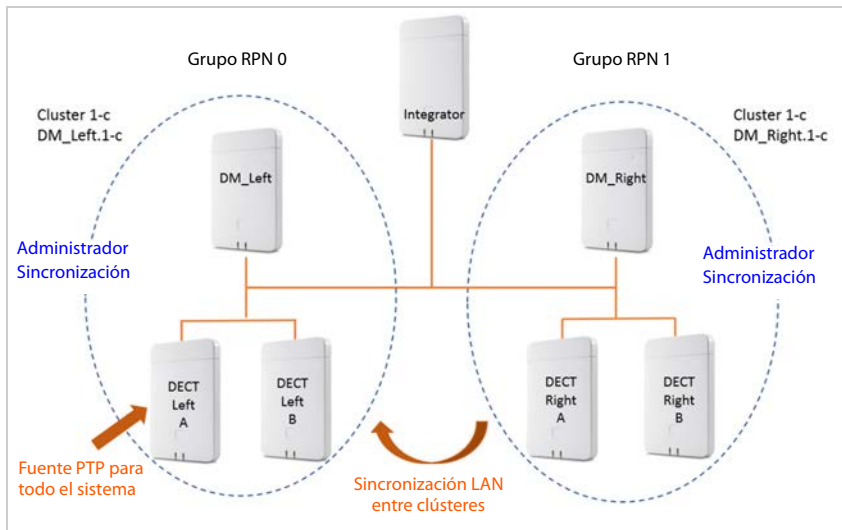 Grupo RPN 0
Grupo RPN 1
Integrator
Cluster 1-c
DM_Left.1-c
Cluster 1-c
DM_Right.1-c
DM_Left
DM_Right
Administrador
Sincronización
Administrador
Sincronización
DECT
Left
A
DECT
Left
B
DECT
Right
A
DECT
Right
B
Fuente PTP para
todo el sistema
Sincronización LAN
entre clústeres